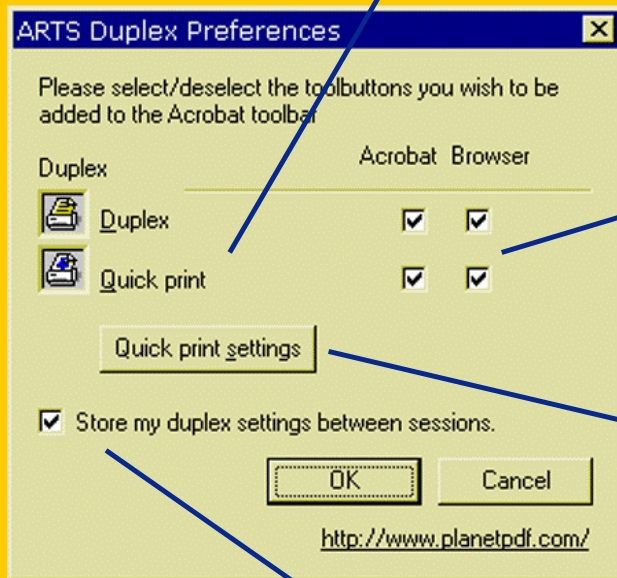 ARTS Duplex Preferences
Please select/deselect the toolbuttons you wish to be
added to the Acrobat toolbar
Duplex
Acrobat Browser
Duplex
Quick print
Quick print settings
Store my duplex settings between sessions.
OK Cancel
http://www.planetpdf.com/